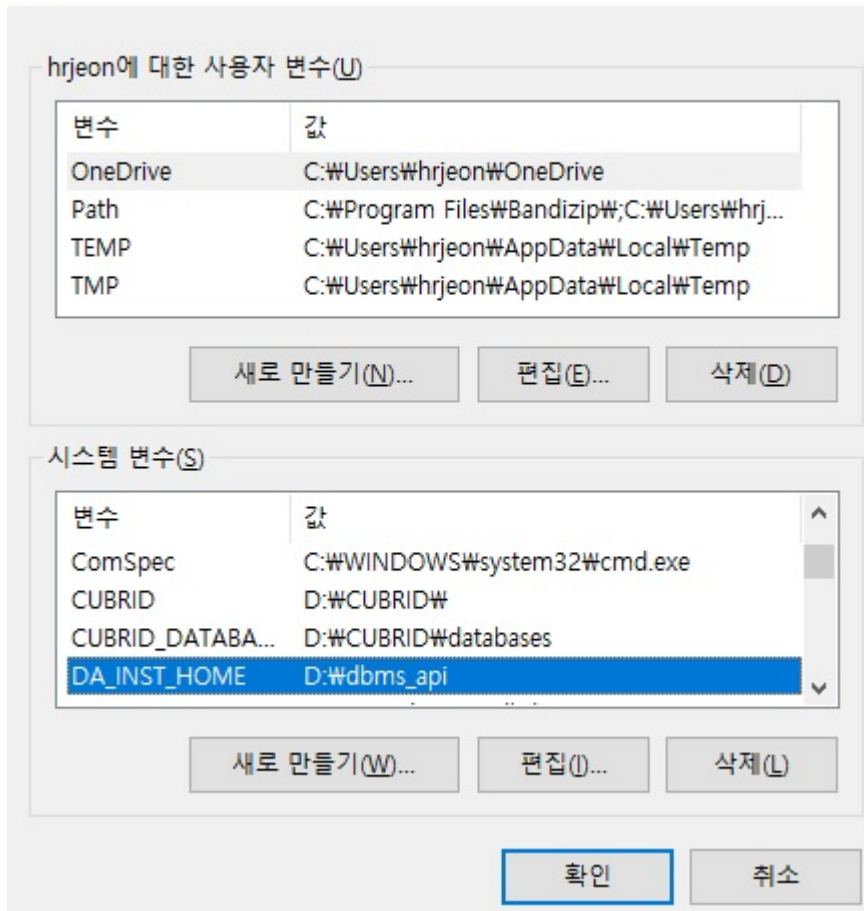 hrjeon에 대한 사용자 변수(U)
변수 값
OneDrive C:₩Users₩hrjeon₩OneDrive
Path C:₩Program Files₩Bandizip₩;C:₩Users₩hrj...
TEMP C:₩Users₩hrjeon₩AppData₩Local₩Temp
TMP C:₩Users₩hrjeon₩AppData₩Local₩Temp
새로 만들기(N)... 편집(E)... 삭제(D)
시스템 변수(S)
변수 값
ComSpec C:₩WINDOWS₩system32₩cmd.exe
CUBRID D:₩CUBRID₩
CUBRID_DATABA... D:₩CUBRID₩databases
DA_INST_HOME D:₩dbms_api
새로 만들기(W)... 편집(I)... 삭제(L)
확인 취소